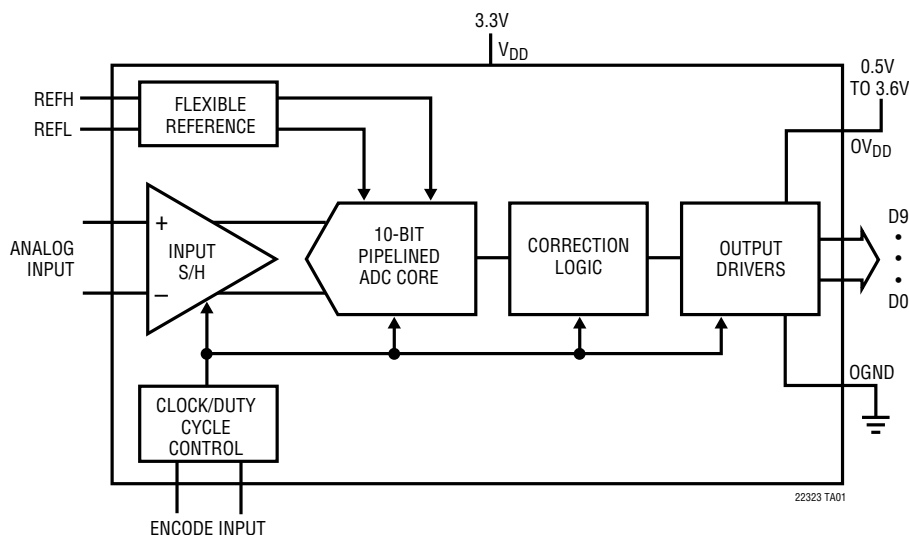 3.3V
V_DD
0.5V
TO 3.6V
OV_DD
REFH
REFL
FLEXIBLE
REFERENCE
ANALOG
INPUT
+
–
INPUT
S/H
10-BIT
PIPELINED
ADC CORE
CORRECTION
LOGIC
OUTPUT
DRIVERS
D9
•
•
•
D0
OGND
CLOCK/DUTY
CYCLE
CONTROL
ENCODE INPUT
22323 TA01